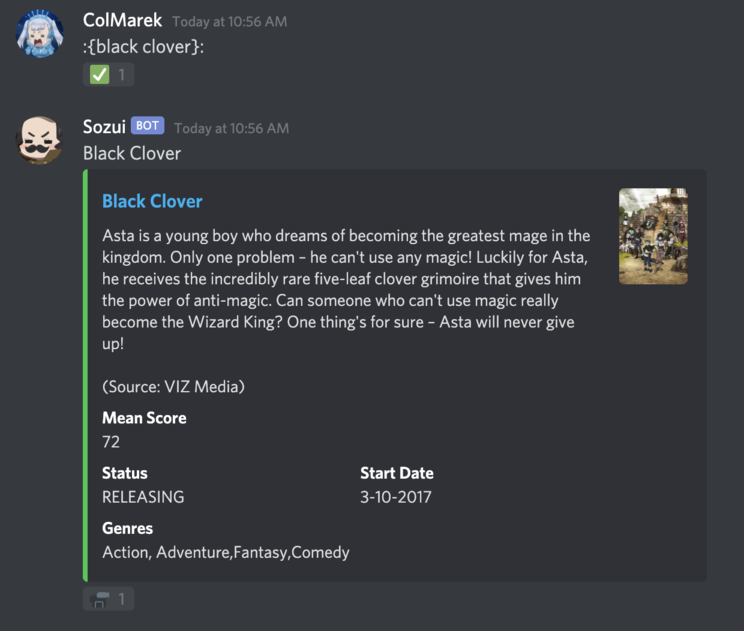 ColMarek Today at 10:56 AM
:{black clover}:
1
Sozui BOT Today at 10:56 AM
Black Clover
Black Clover
Asta is a young boy who dreams of becoming the greatest mage in the
kingdom. Only one problem – he can't use any magic! Luckily for Asta,
he receives the incredibly rare five-leaf clover grimoire that gives him
the power of anti-magic. Can someone who can't use magic really
become the Wizard King? One thing's for sure – Asta will never give
up!
(Source: VIZ Media)
Mean Score
72
Status Start Date
RELEASING 3-10-2017
Genres
Action, Adventure,Fantasy,Comedy
1